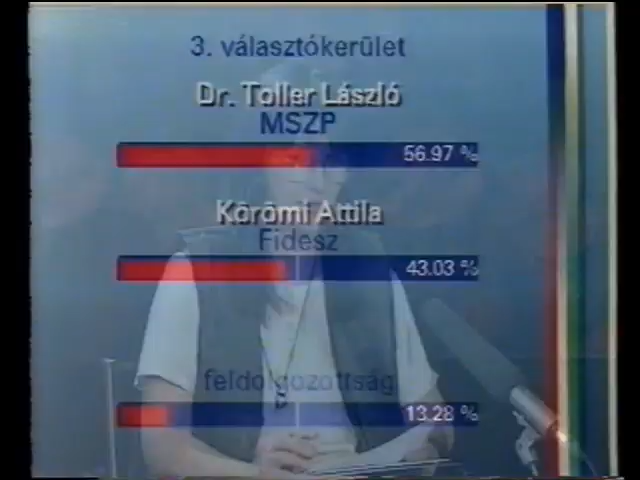 3. választókerület
Dr. Toller László
MSZP
56.97 %
Körömi Attila
Fidesz
43.03 %
feldolgozottság
13.28 %